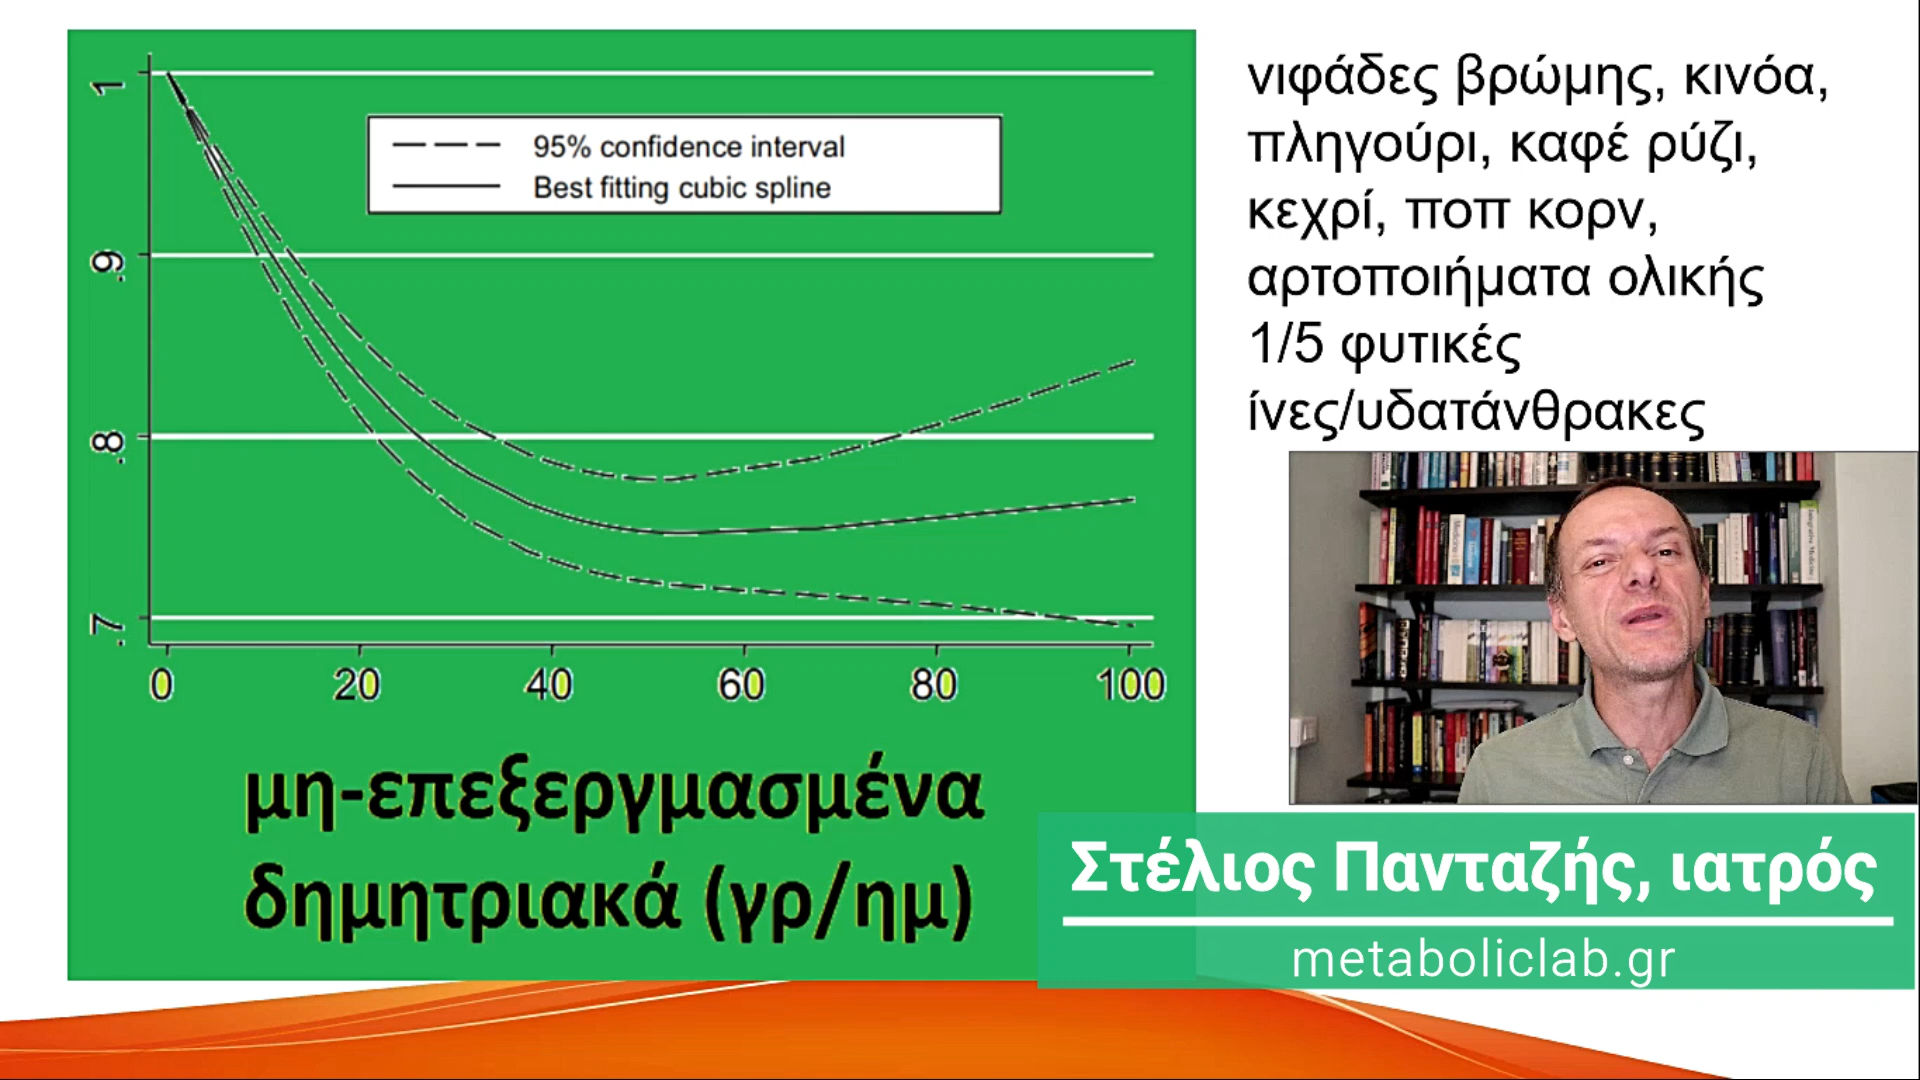 1
.9
.8
.7
95% confidence interval
Best fitting cubic spline
0 20 40 60 80 100
μη-επεξεργμασμένα
δημητριακά (γρ/ημ)
νιφάδες βρώμης, κινόα,
πληγούρι, καφέ ρύζι,
κεχρί, ποπ κορν,
αρτοποιήματα ολικής
1/5 φυτικές
ίνες/υδατάνθρακες
Στέλιος Πανταζής, ιατρός
metaboliclab.gr